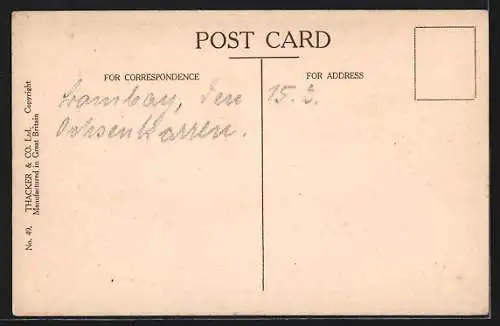 POST CARD
FOR CORRESPONDENCE
FOR ADDRESS
Bombay, den 15. 2.
Ochsenkarren.
No. 49, THACKER & CO. Ltd. Copyright
Manufactured in Great Britain